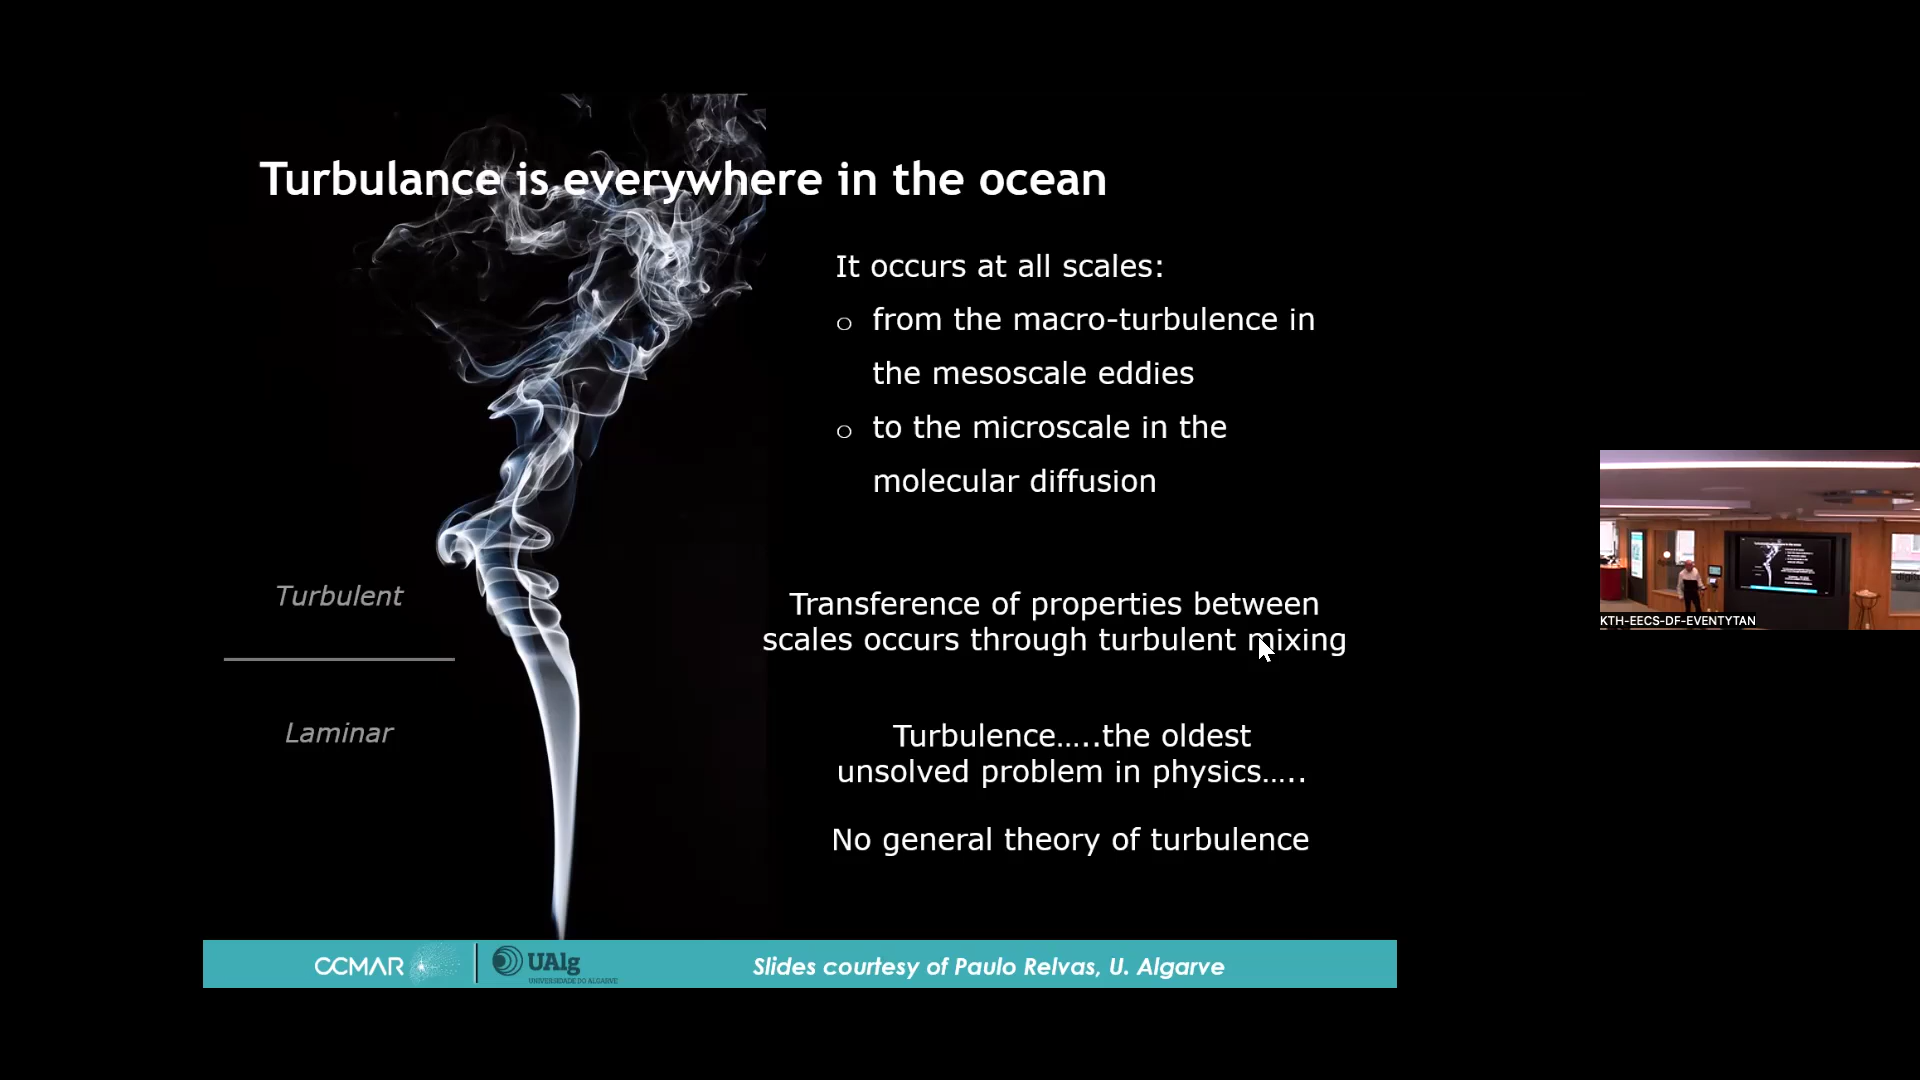 Turbulance is everywhere in the ocean
It occurs at all scales:
o from the macro-turbulence in
the mesoscale eddies
o to the microscale in the
molecular diffusion
Turbulent
Laminar
Transference of properties between
scales occurs through turbulent mixing
Turbulence…..the oldest
unsolved problem in physics…..
No general theory of turbulence
CCMAR
UAlg
UNIVERSIDADE DO ALGARVE
Slides courtesy of Paulo Relvas, U. Algarve
KTH-EECS-DF-EVENTYTAN